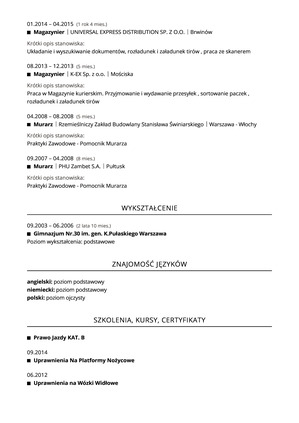 01.2014 – 04.2015 (1 rok 4 mies.)
Magazynier | UNIVERSAL EXPRESS DISTRIBUTION SP. Z O.O. | Brwinów
Krótki opis stanowiska:
Układanie i wyszukiwanie dokumentów, rozładunek i załadunek tirów , praca ze skanerem
08.2013 – 12.2013 (5 mies.)
Magazynier | K-EX Sp. z o.o. | Mościska
Krótki opis stanowiska:
Praca w Magazynie kurierskim. Przyjmowanie i wydawanie przesyłek , sortowanie paczek ,
rozładunek i załadunek tirów
04.2008 – 08.2008 (5 mies.)
Murarz | Rzemieślniczy Zakład Budowlany Stanisława Świniarskiego | Warszawa - Włochy
Krótki opis stanowiska:
Praktyki Zawodowe - Pomocnik Murarza
09.2007 – 04.2008 (8 mies.)
Murarz | PHU Zambet S.A. | Pułtusk
Krótki opis stanowiska:
Praktyki Zawodowe - Pomocnik Murarza
WYKSZTAŁCENIE
09.2003 – 06.2006 (2 lata 10 mies.)
Gimnazjum Nr.30 im. gen. K.Pułaskiego Warszawa
Poziom wykształcenia: podstawowe
ZNAJOMOŚĆ JĘZYKÓW
angielski: poziom podstawowy
niemiecki: poziom podstawowy
polski: poziom ojczysty
SZKOLENIA, KURSY, CERTYFIKATY
Prawo Jazdy KAT. B
09.2014
Uprawnienia Na Platformy Nożycowe
06.2012
Uprawnienia na Wózki Widłowe